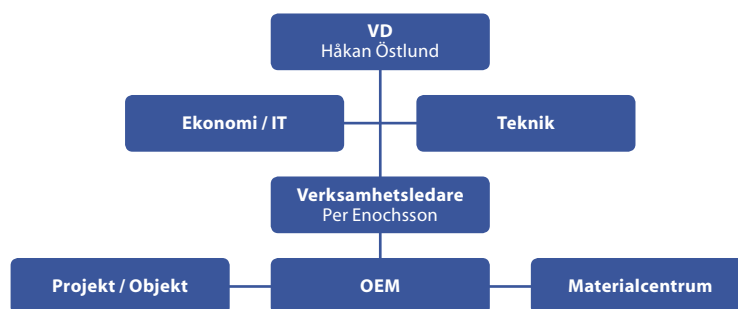 VD
Håkan Östlund
Ekonomi / IT
Teknik
Verksamhetsledare
Per Enochsson
Projekt / Objekt
OEM
Materialcentrum